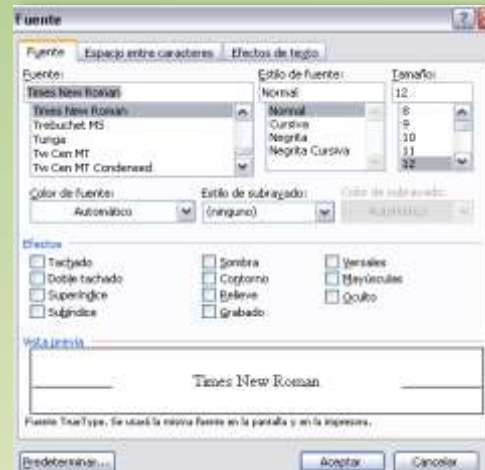 Fuente
Fuente Espacio entre caracteres Efectos de texto
Fuente: Estilo de fuente: Tamaño:
Times New Roman Normal 12
Times New Roman Normal 8
Trebuchet MS Cursiva 9
Tunga Negrita 10
Tw Cen MT Negrita Cursiva 11
Tw Cen MT Condensed 12
Color de fuente: Estilo de subrayado: Color de subrayado:
Automático (ninguno) Automático
Efectos
Tachado Sombra Versales
Doble tachado Contorno Mayúsculas
Superíndice Relieve Oculto
Subíndice Grabado
Vista previa
Times New Roman
Fuente TrueType. Se usará la misma fuente en la pantalla y en la impresora.
Predeterminar... Aceptar Cancelar